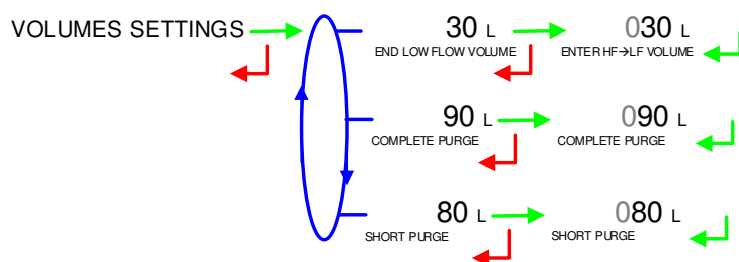 VOLUMES SETTINGS
30 L
END LOW FLOW VOLUME
030 L
ENTER HF→LF VOLUME
90 L
COMPLETE PURGE
090 L
COMPLETE PURGE
80 L
SHORT PURGE
080 L
SHORT PURGE